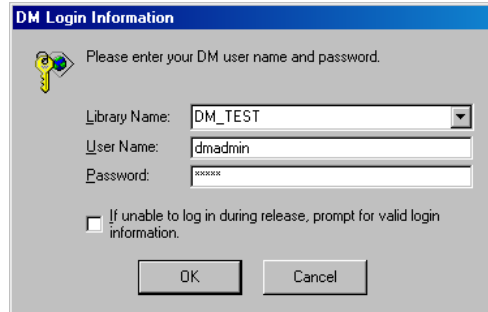 DM Login Information
Please enter your DM user name and password.
Library Name: DM_TEST
User Name: dmadmin
Password: xxxxx
If unable to log in during release, prompt for valid login
information.
OK Cancel